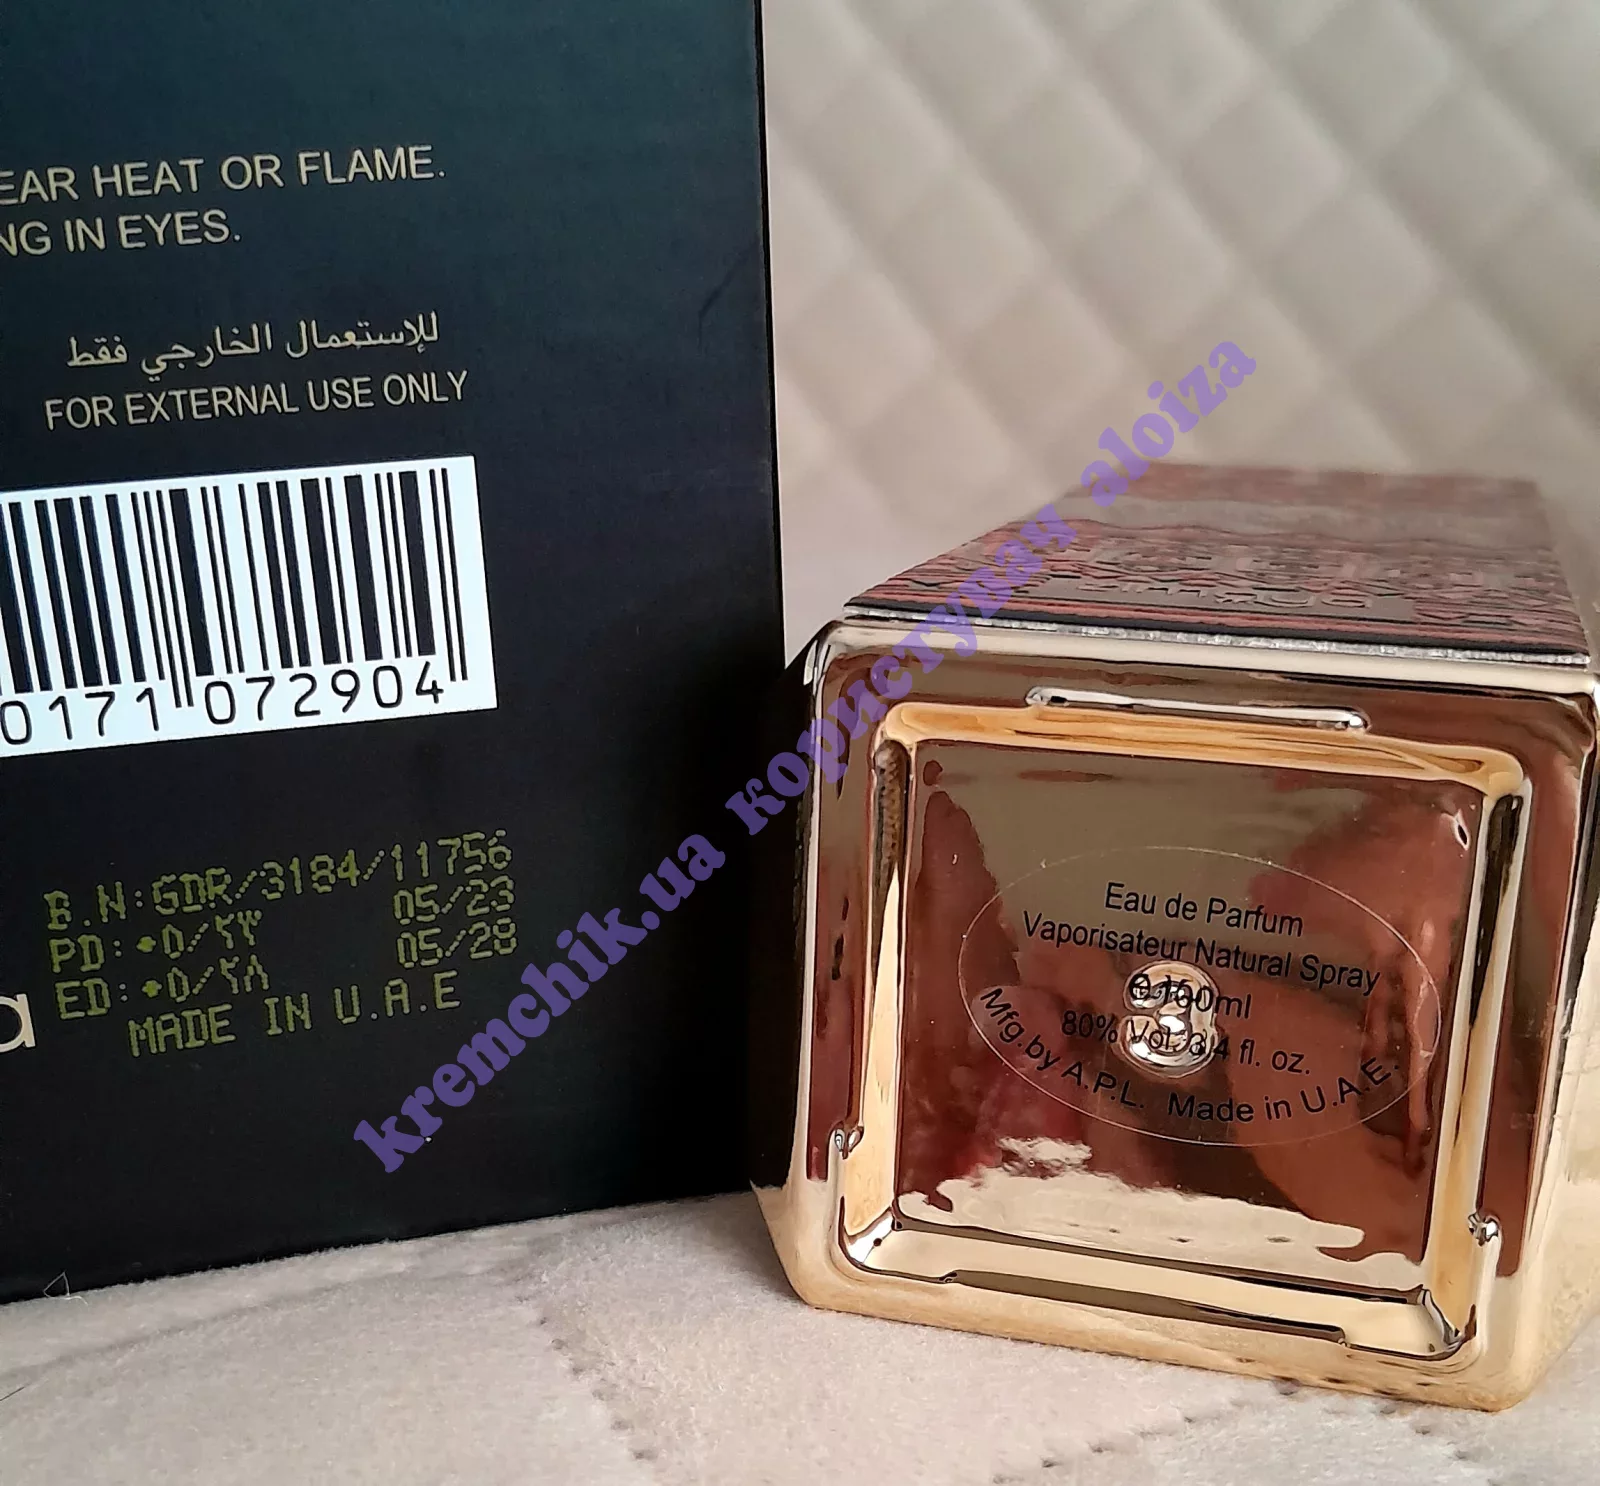 EAR HEAT OR FLAME.
NG IN EYES.
للإستعمال الخارجي فقط
FOR EXTERNAL USE ONLY
0171 072904
B.N:GDR/3184/11756
PD: ٠٥/٢٣ 05/23
ED: ٠٥/٢٨ 05/28
MADE IN U.A.E
a
kremchik.ua користувач aloiza
Eau de Parfum
Vaporisateur Natural Spray
100ml
80% Vol. 3.4 fl. oz.
Mfg.by A.P.L. Made in U.A.E.